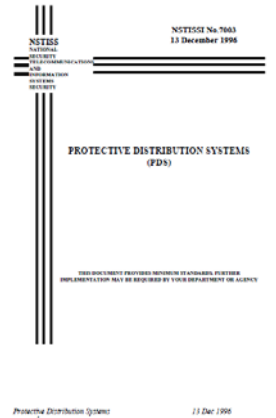 NSTISSI No.7003
13 December 1996
NSTISS
NATIONAL
SECURITY
TELECOMMUNICATIONS
AND
INFORMATION
SYSTEMS
SECURITY
PROTECTIVE DISTRIBUTION SYSTEMS
(PDS)
THIS DOCUMENT PROVIDES MINIMUM STANDARDS. FURTHER
IMPLEMENTATION MAY BE REQUIRED BY YOUR DEPARTMENT OR AGENCY
Protective Distribution Systems 13 Dec 1996